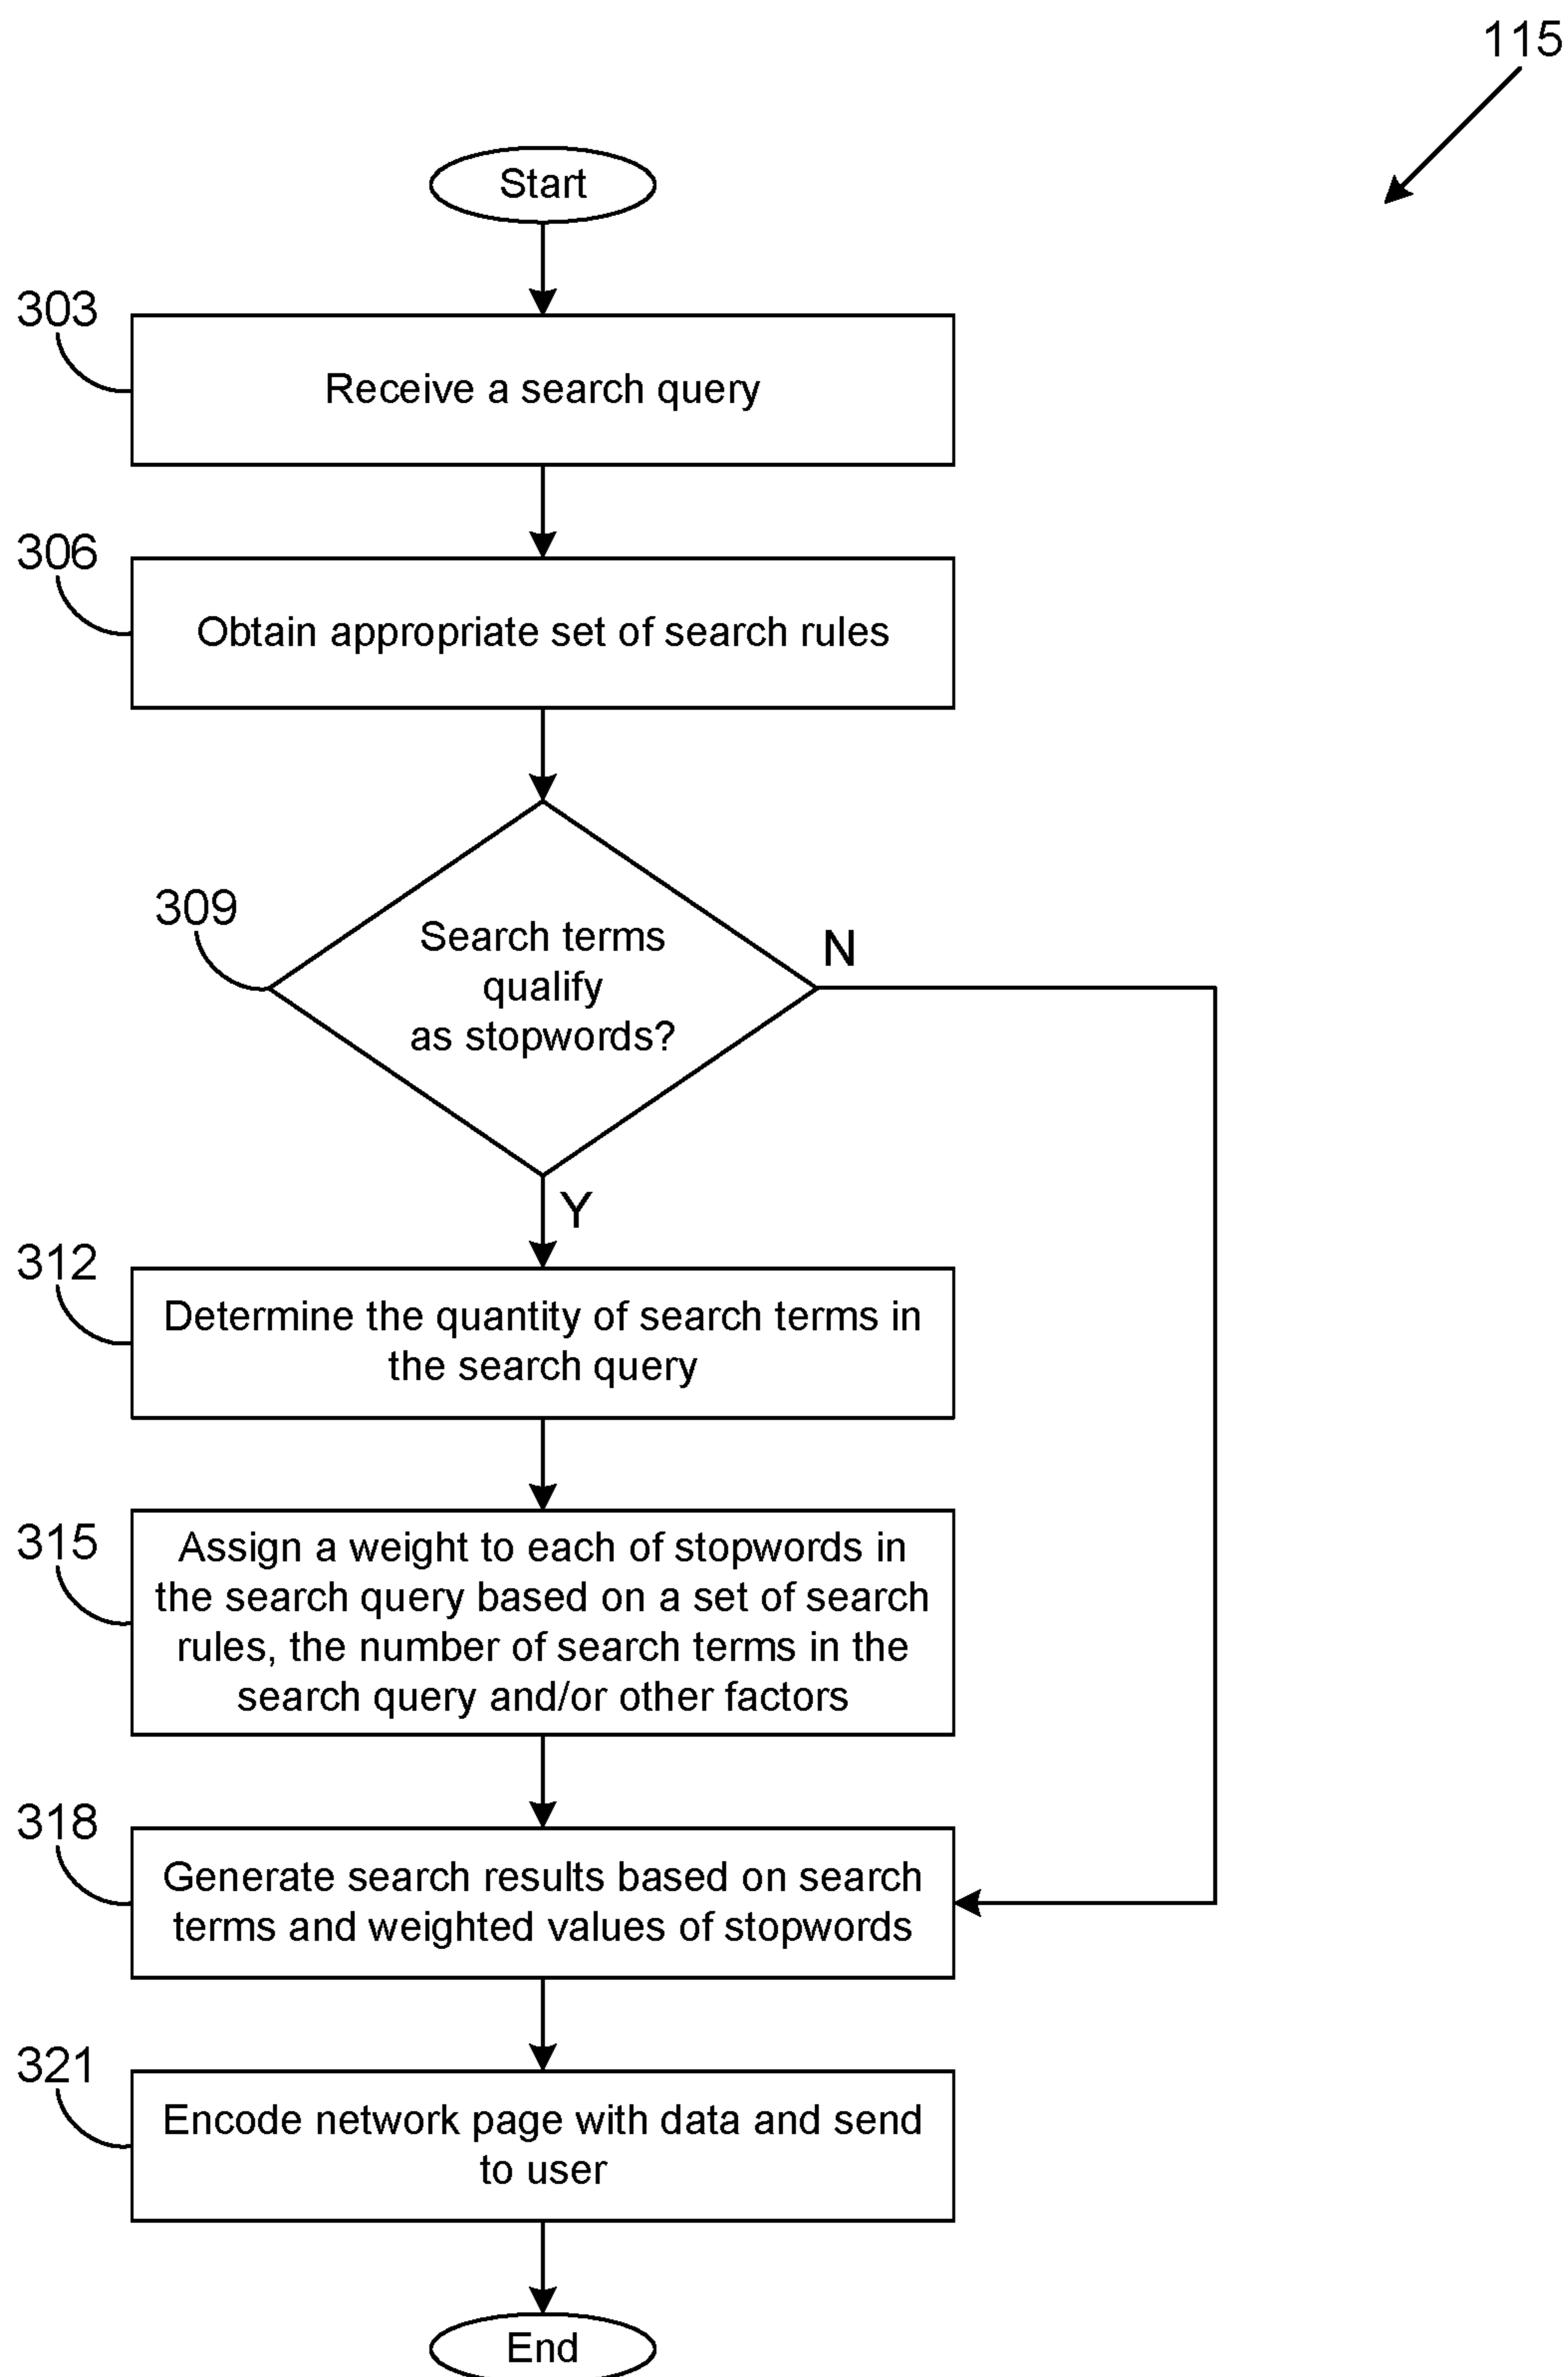 115
Start
303
Receive a search query
306
Obtain appropriate set of search rules
309
Search terms
qualify
as stopwords?
N
Y
312
Determine the quantity of search terms in
the search query
315
Assign a weight to each of stopwords in
the search query based on a set of search
rules, the number of search terms in the
search query and/or other factors
318
Generate search results based on search
terms and weighted values of stopwords
321
Encode network page with data and send
to user
End